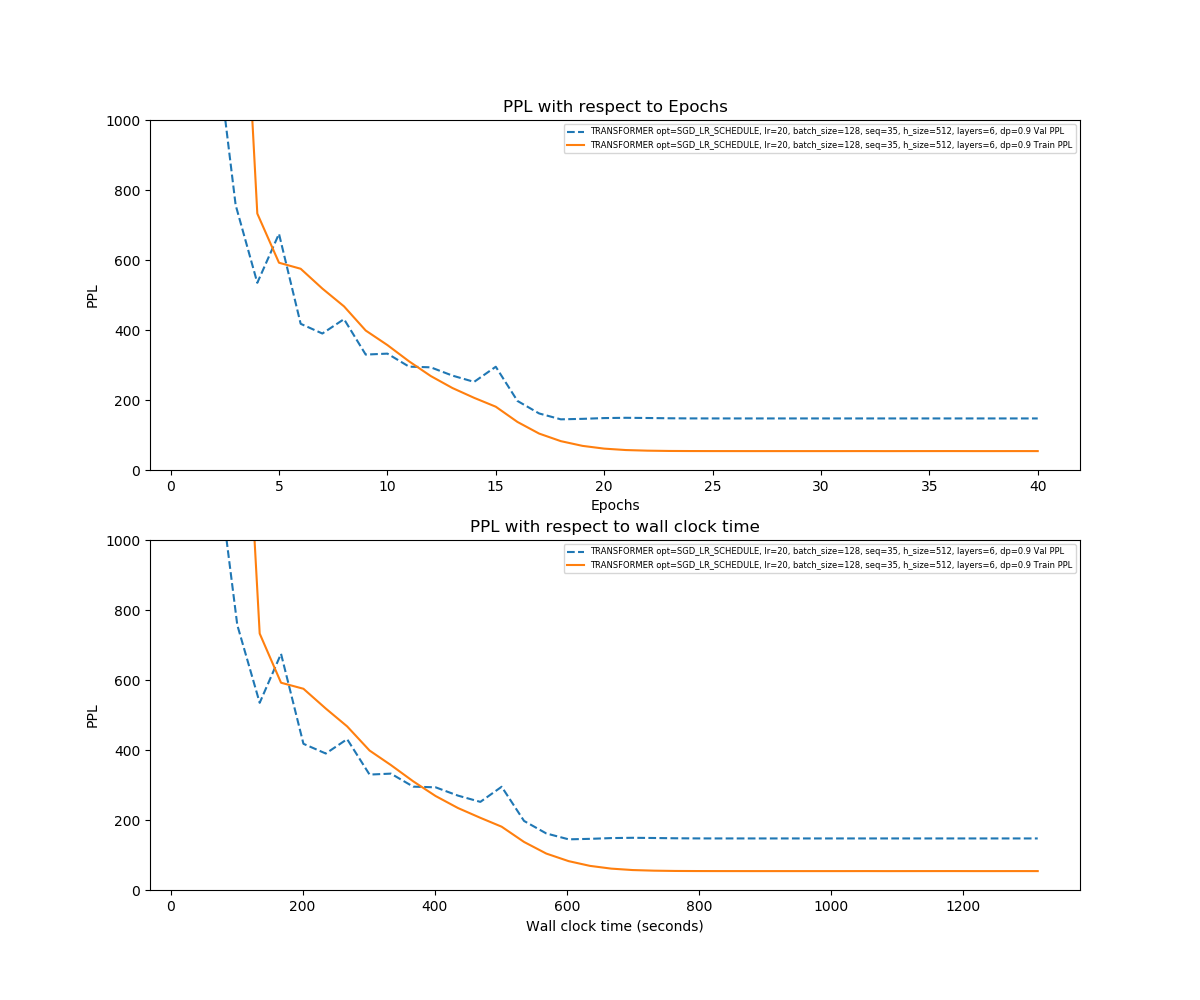 PPL with respect to Epochs
TRANSFORMER opt=SGD_LR_SCHEDULE, lr=20, batch_size=128, seq=35, h_size=512, layers=6, dp=0.9 Val PPL
TRANSFORMER opt=SGD_LR_SCHEDULE, lr=20, batch_size=128, seq=35, h_size=512, layers=6, dp=0.9 Train PPL
1000
800
600
400
200
0
PPL
0 5 10 15 20 25 30 35 40
Epochs
PPL with respect to wall clock time
TRANSFORMER opt=SGD_LR_SCHEDULE, lr=20, batch_size=128, seq=35, h_size=512, layers=6, dp=0.9 Val PPL
TRANSFORMER opt=SGD_LR_SCHEDULE, lr=20, batch_size=128, seq=35, h_size=512, layers=6, dp=0.9 Train PPL
1000
800
600
400
200
0
PPL
0 200 400 600 800 1000 1200
Wall clock time (seconds)